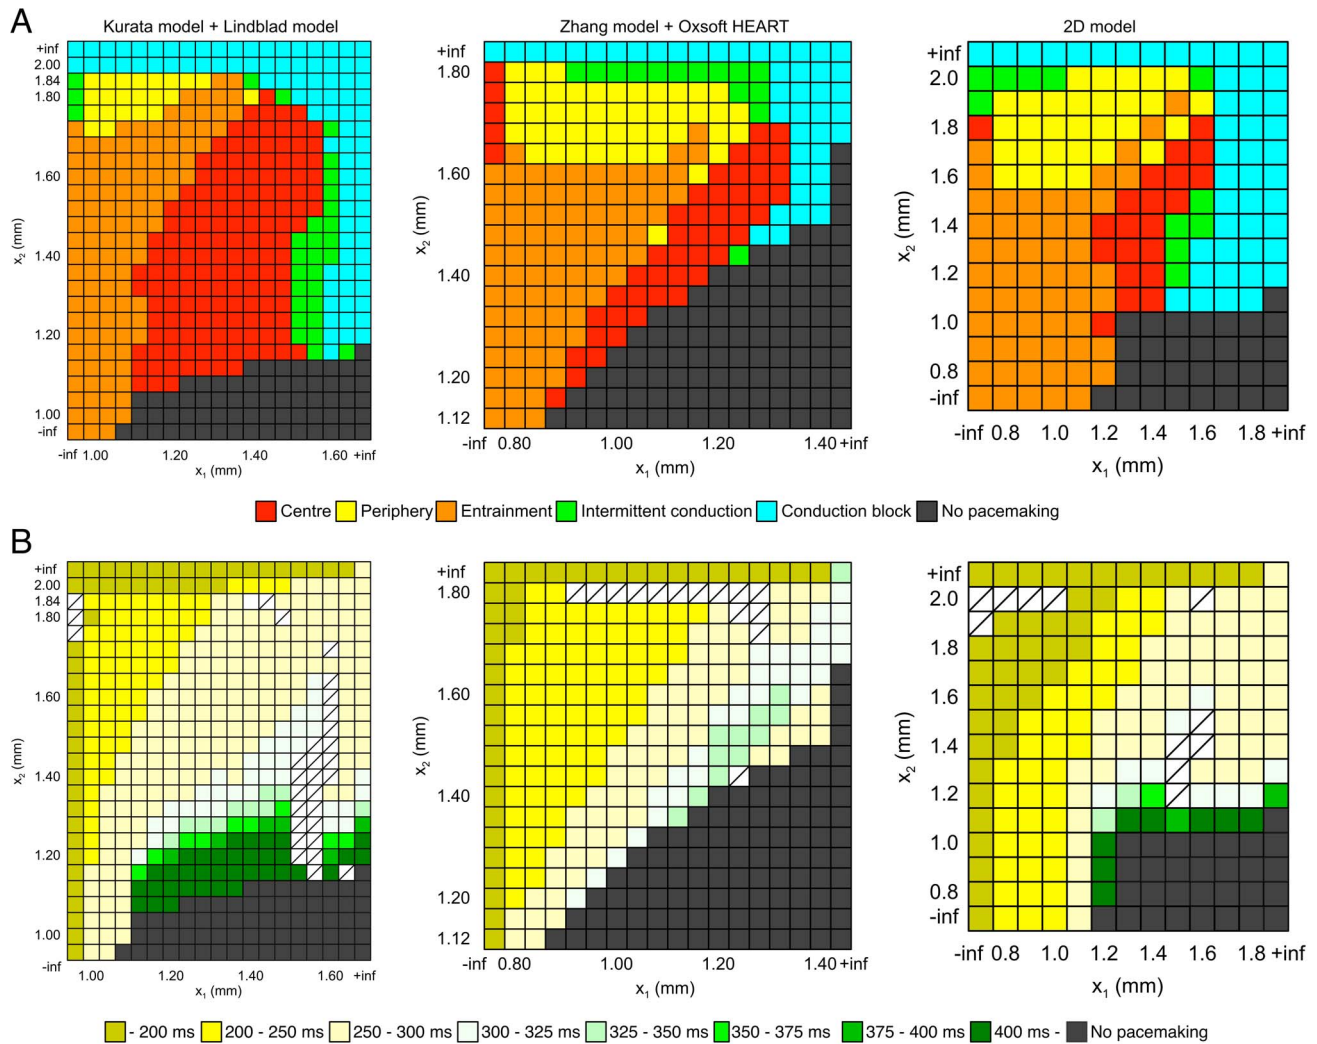 A
Kurata model + Lindblad model
Zhang model + Oxsoft HEART
2D model
+inf
2.00
1.84
1.80
1.60
1.40
1.20
1.00
-inf
x2 (mm)
-inf 1.00 1.20 1.40 1.60 +inf
x1 (mm)
+inf
1.80
1.60
1.40
1.20
1.12
x2 (mm)
-inf 0.80 1.00 1.20 1.40 +inf
x1 (mm)
+inf
2.0
1.8
1.6
1.4
1.2
1.0
0.8
-inf
x2 (mm)
-inf 0.8 1.0 1.2 1.4 1.6 1.8 +inf
x1 (mm)
Centre Periphery Entrainment Intermittent conduction Conduction block No pacemaking
B
+inf
2.00
1.84
1.80
1.60
1.40
1.20
1.00
-inf
x2 (mm)
1.00 1.20 1.40 1.60 +inf
x1 (mm)
+inf
1.80
1.60
1.40
1.20
1.12
x2 (mm)
-inf 0.80 1.00 1.20 1.40 +inf
x1 (mm)
+inf
2.0
1.8
1.6
1.4
1.2
1.0
0.8
-inf
x2 (mm)
-inf 0.8 1.0 1.2 1.4 1.6 1.8 +inf
x1 (mm)
- 200 ms 200 - 250 ms 250 - 300 ms 300 - 325 ms 325 - 350 ms 350 - 375 ms 375 - 400 ms 400 ms - No pacemaking